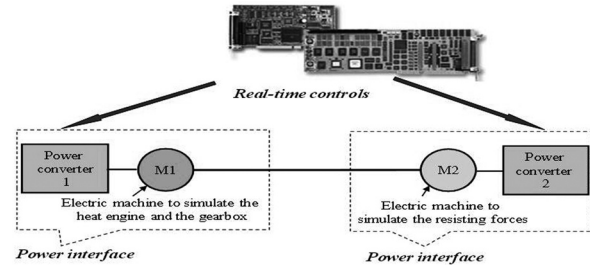 Real-time controls
Power
converter
1
M1
M2
Power
converter
2
Electric machine to simulate the
heat engine and the gearbox
Electric machine to
simulate the resisting forces
Power interface
Power interface